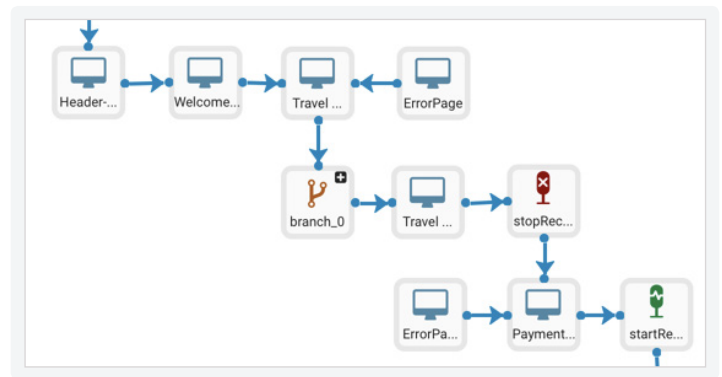 Header-...
Welcome...
Travel ...
ErrorPage
branch_0
Travel ...
stopRec...
ErrorPa...
Payment...
startRe...